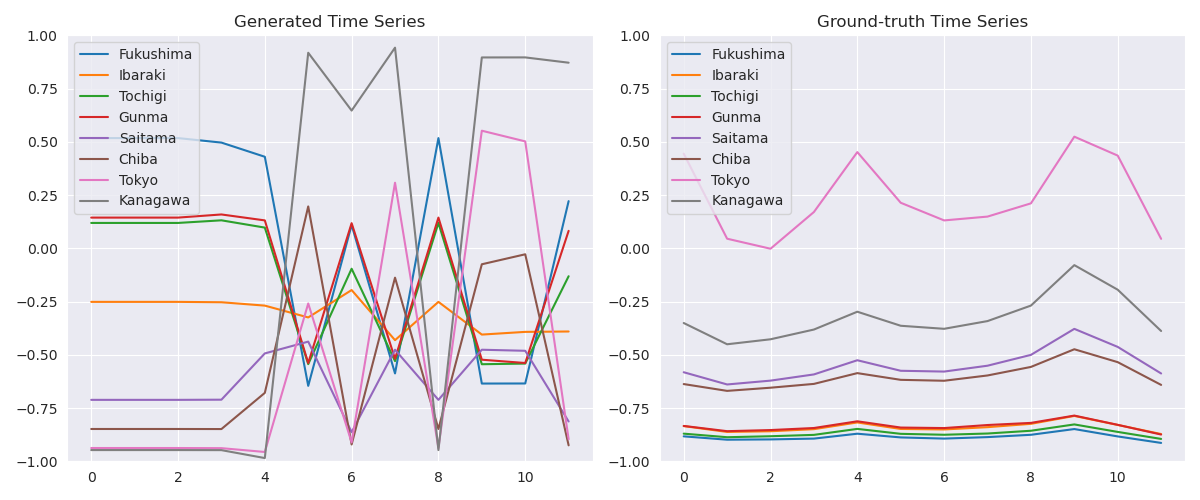 Generated Time Series
1.00
0.75
0.50
0.25
0.00
−0.25
−0.50
−0.75
−1.00
0
2
4
6
8
10
Fukushima
Ibaraki
Tochigi
Gunma
Saitama
Chiba
Tokyo
Kanagawa
Ground-truth Time Series
1.00
0.75
0.50
0.25
0.00
−0.25
−0.50
−0.75
−1.00
0
2
4
6
8
10
Fukushima
Ibaraki
Tochigi
Gunma
Saitama
Chiba
Tokyo
Kanagawa